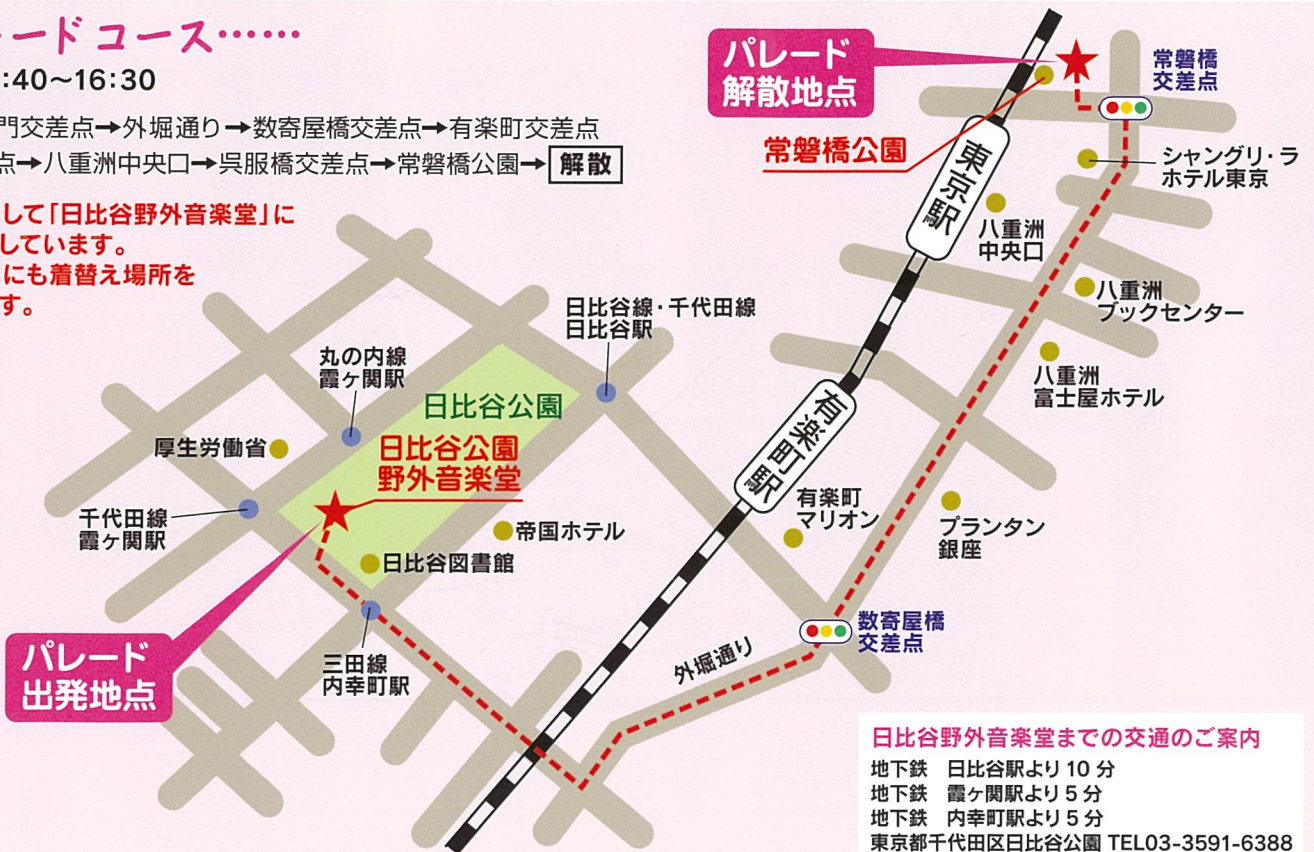 ード コース……
:40～16:30
門交差点→外堀通り→数寄屋橋交差点→有楽町交差点
点→八重洲中央口→呉服橋交差点→常磐橋公園→解散
して「日比谷野外音楽堂」に
しています。
にも着替え場所を
す。
パレード
解散地点
常磐橋公園
常磐橋
交差点
シャングリ・ラ
ホテル東京
東京駅
八重洲
中央口
八重洲
ブックセンター
八重洲
富士屋ホテル
日比谷線・千代田線
日比谷駅
丸の内線
霞ヶ関駅
日比谷公園
日比谷公園
野外音楽堂
厚生労働省
千代田線
霞ヶ関駅
帝国ホテル
日比谷図書館
有楽町駅
有楽町
マリオン
プランタン
銀座
数寄屋橋
交差点
外堀通り
三田線
内幸町駅
パレード
出発地点
日比谷野外音楽堂までの交通のご案内
地下鉄　日比谷駅より10分
地下鉄　霞ヶ関駅より5分
地下鉄　内幸町駅より5分
東京都千代田区日比谷公園 TEL03-3591-6388